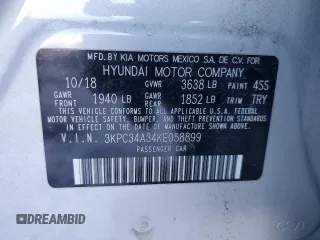 MFD.BY KIA MOTORS MEXICO S.A DE C.V. FOR
HYUNDAI MOTOR COMPANY
10/18 GVWR 3638 LB PAINT 4SS
GAWR FRONT 1940 LB GAWR REAR 1852 LB TRIM TRY
THIS VEHICLE CONFORMS TO ALL APPLICABLE
FEDERAL MOTOR VEHICLE SAFETY, BUMPER,
AND THEFT PREVENTION STANDARDS
IN EFFECT ON THE DATE OF
MANUFACTURE SHOWN ABOVE.
V.I.N. 3KPC34A34KE058899
PASSENGER CAR
DREAMBID